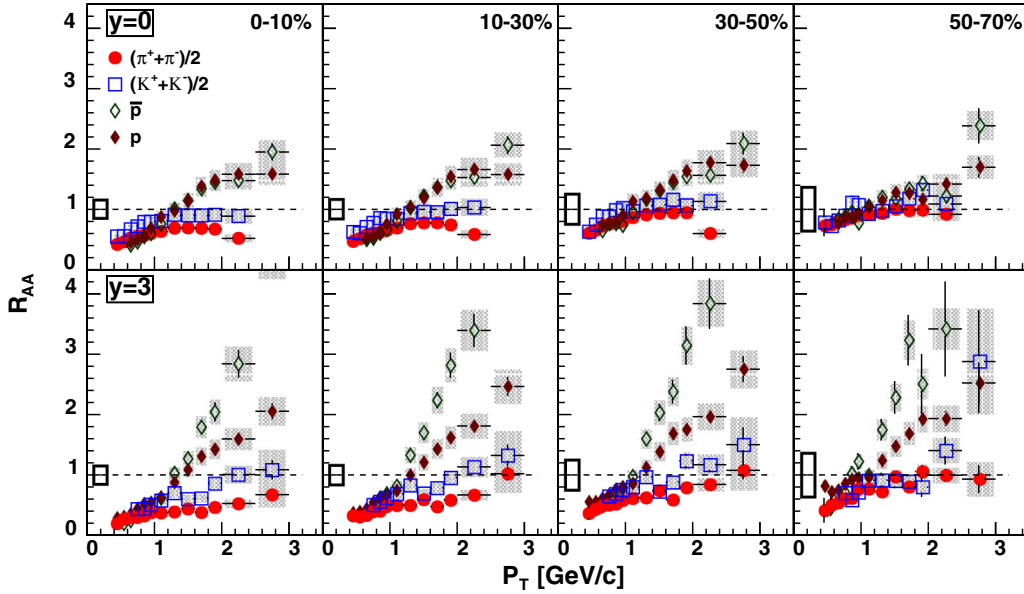 4 y=0 0-10% 10-30% 30-50% 50-70%
(π⁺+π⁻)/2
3 (K⁺+K⁻)/2
p̅
2 p
1
0
R_AA
4 y=3
3
2
1
0
0 1 2 3 0 1 2 3 0 1 2 3 0 1 2 3
P_T [GeV/c]